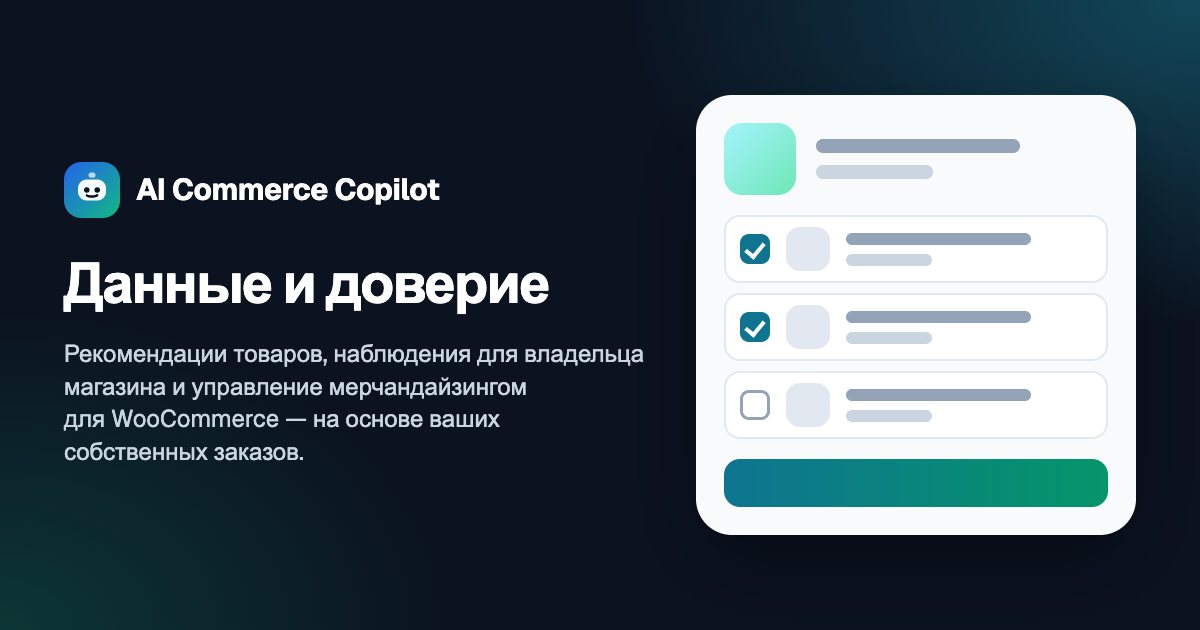 AI Commerce Copilot
Данные и доверие
Рекомендации товаров, наблюдения для владельца
магазина и управление мерчандайзингом
для WooCommerce — на основе ваших
собственных заказов.